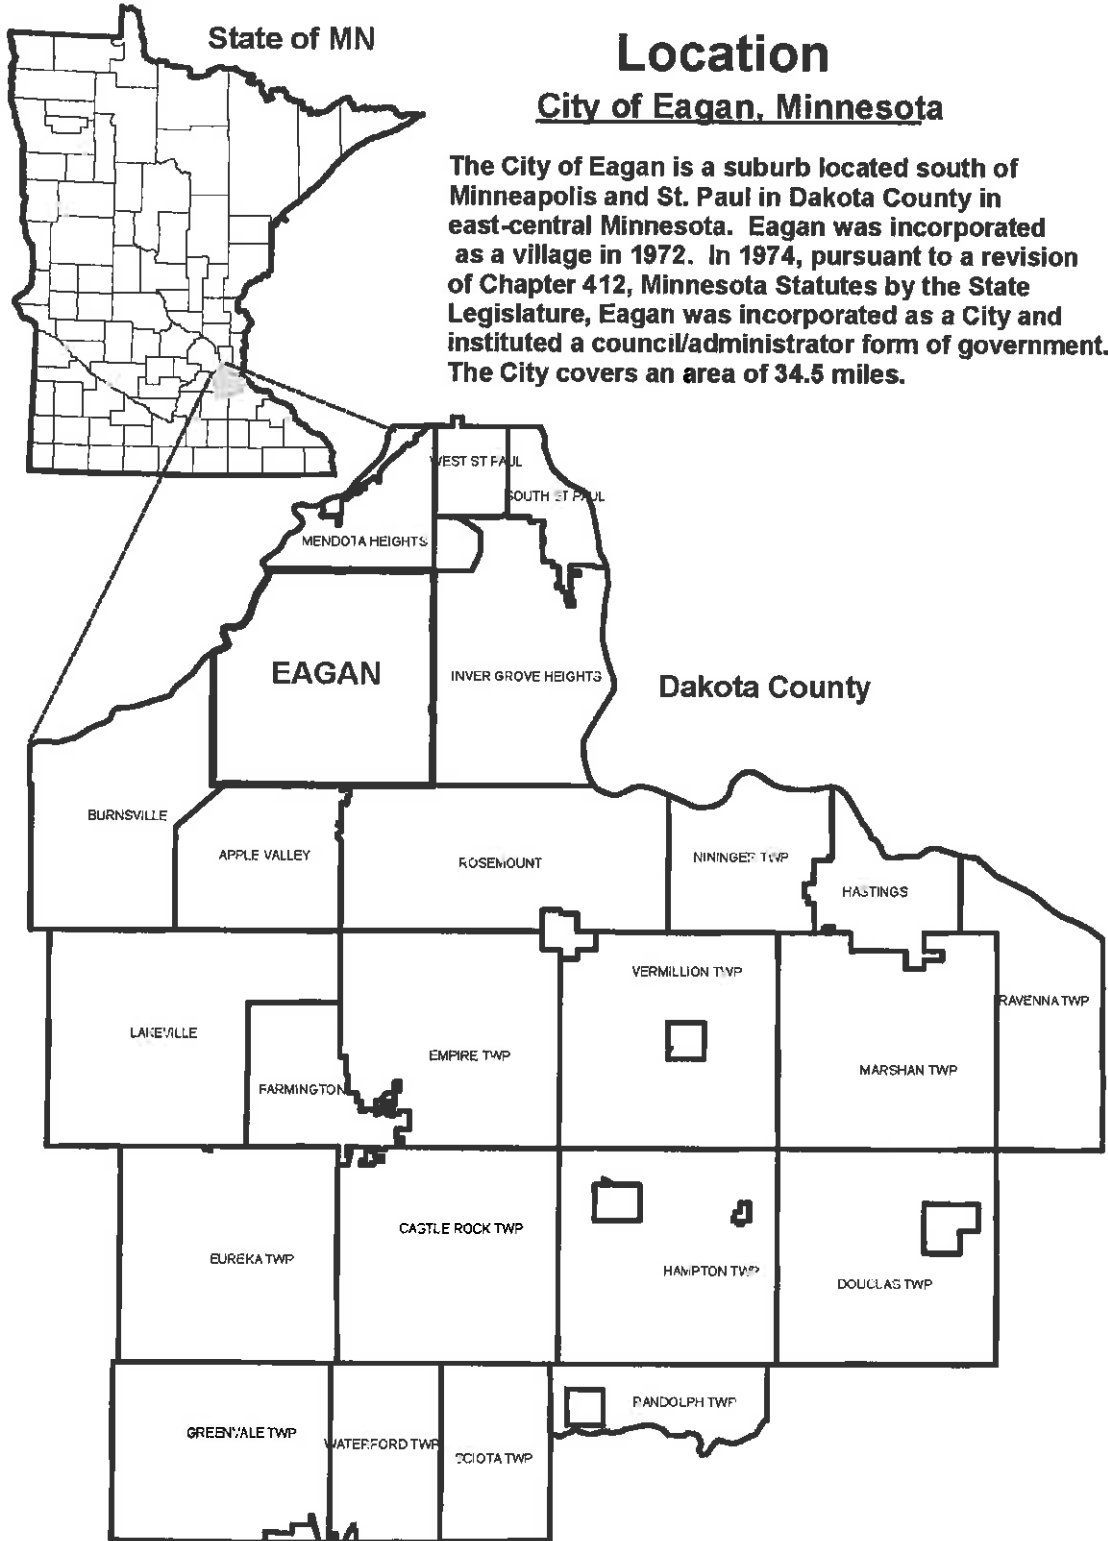 State of MN
Location
City of Eagan, Minnesota
The City of Eagan is a suburb located south of
Minneapolis and St. Paul in Dakota County in
east-central Minnesota. Eagan was incorporated
as a village in 1972. In 1974, pursuant to a revision
of Chapter 412, Minnesota Statutes by the State
Legislature, Eagan was incorporated as a City and
instituted a council/administrator form of government.
The City covers an area of 34.5 miles.
WEST ST PAUL
SOUTH ST PAUL
MENDOTA HEIGHTS
EAGAN
INVER GROVE HEIGHTS
Dakota County
BURNSVILLE
APPLE VALLEY
ROSEMOUNT
NININGER TWP
HASTINGS
VERMILLION TWP
RAVENNA TWP
LAKEVILLE
EMPIRE TWP
MARSHAN TWP
FARMINGTON
CASTLE ROCK TWP
EUREKA TWP
HAMPTON TWP
DOUGLAS TWP
RANDOLPH TWP
GREENVALE TWP
WATERFORD TWP
SCIOTA TWP